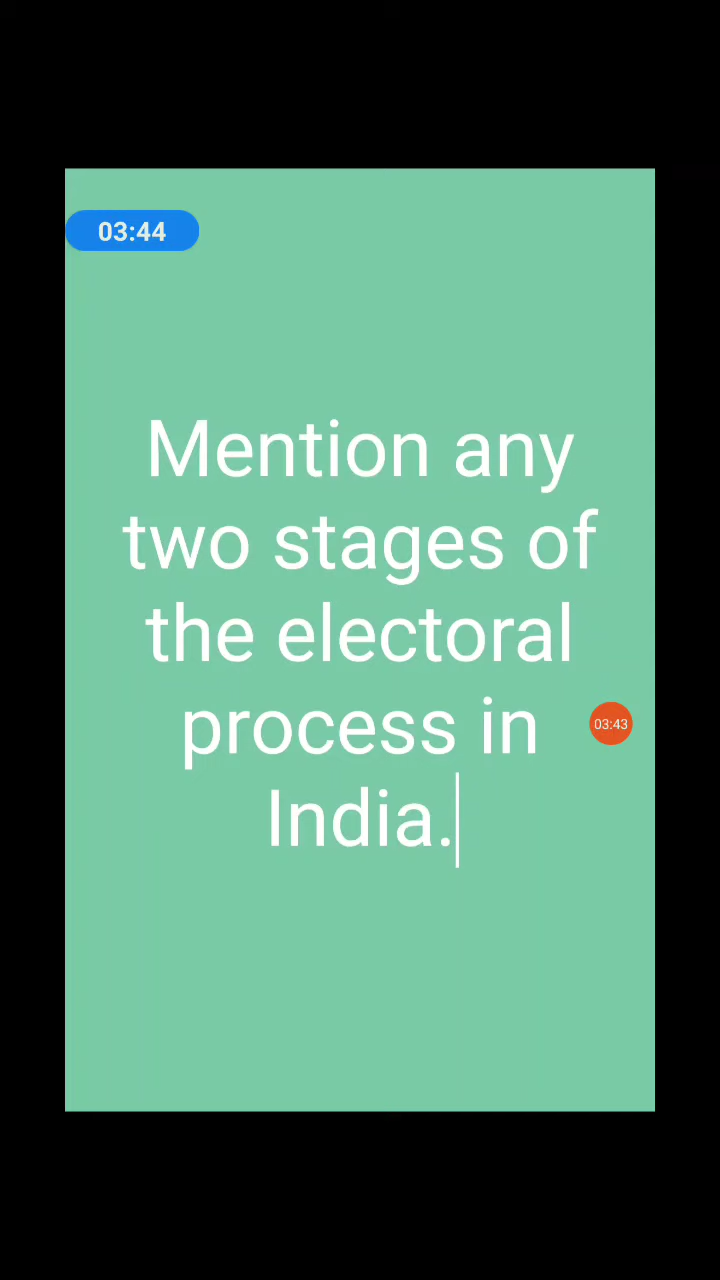 03:44
Mention any
two stages of
the electoral
process in
India.
03:43